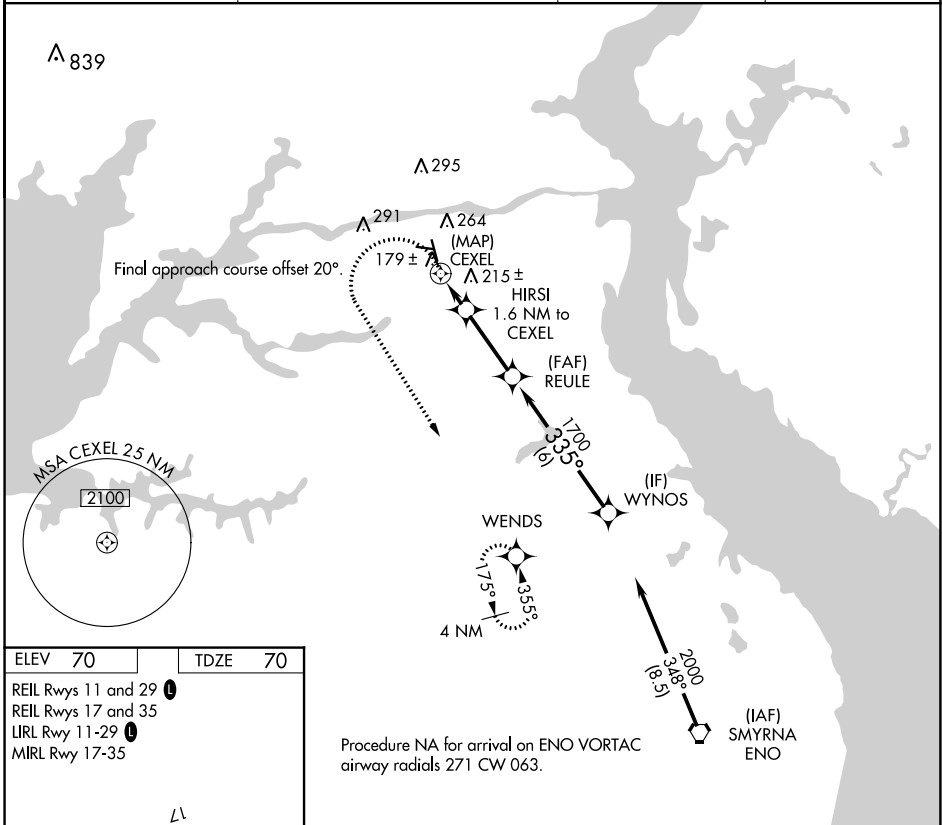 839
295
291
264
(MAP)
CEXEL
179 ±
215 ±
Final approach course offset 20°.
HIRSI
1.6 NM to
CEXEL
(FAF)
REULE
1700
335°
(6)
MSA CEXEL 25 NM
2100
(IF)
WYNOS
WENDS
175°
355°
4 NM
2000
348°
(8.5)
(IAF)
SMYRNA
ENO
Procedure NA for arrival on ENO VORTAC
airway radials 271 CW 063.
ELEV 70 TDZE 70
REIL Rwys 11 and 29 L
REIL Rwys 17 and 35
LIRL Rwy 11-29 L
MIRL Rwy 17-35
17